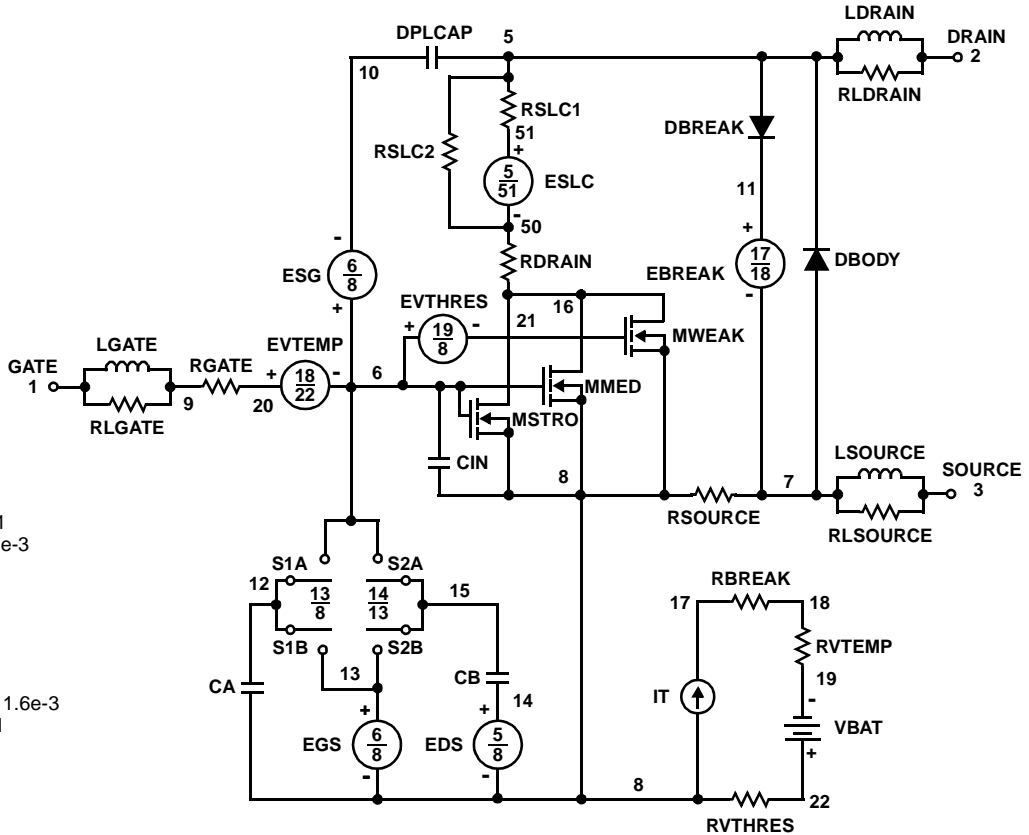 LDRAIN
DPLCAP
5
DRAIN
2
10
RLDRAIN
RSLC1
51
DBREAK
RSLC2
+
5
51
ESLC
11
-
50
-
+
17
18
RDRAIN
EBREAK
DBODY
6
8
ESG
-
EVTHRES
16
+
+
19
8
-
21
MWEAK
LGATE
EVTEMP
GATE
1
RGATE
+
18
22
-
6
MMED
9
20
RLGATE
MSTRO
CIN
LSOURCE
8
7
SOURCE
3
RSOURCE
RLSOURCE
e-3
S1A
S2A
12
13
8
14
13
15
RBREAK
17
18
S1B
S2B
RVTEMP
13
CB
19
CA
14
IT
-
1.6e-3
+
+
VBAT
EGS
6
8
EDS
5
8
+
-
-
8
22
RVTHRES